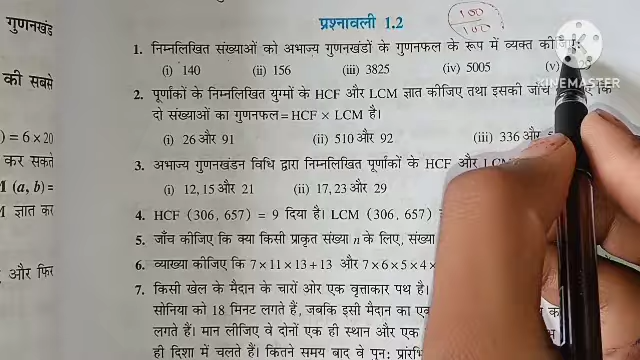 गुणनखंड
की सबसे
) = 6 × 20
कर सकते
M (a, b) =
ज्ञात कर
और फिर
प्रश्नावली 1.2
100
100
1. निम्नलिखित संख्याओं को अभाज्य गुणनखंडों के गुणनफल के रूप में व्यक्त कीजिए:
(i) 140 (ii) 156 (iii) 3825 (iv) 5005 (v)
KINEMASTER
2. पूर्णांकों के निम्नलिखित युग्मों के HCF और LCM ज्ञात कीजिए तथा इसकी जाँच कि
दो संख्याओं का गुणनफल = HCF × LCM है।
(i) 26 और 91 (ii) 510 और 92 (iii) 336 और
3. अभाज्य गुणनखंडन विधि द्वारा निम्नलिखित पूर्णांकों के HCF और LCM
(i) 12, 15 और 21 (ii) 17, 23 और 29
4. HCF (306, 657) = 9 दिया है। LCM (306, 657)
5. जाँच कीजिए कि क्या किसी प्राकृत संख्या n के लिए, संख्या
6. व्याख्या कीजिए कि 7 × 11 × 13 + 13 और 7 × 6 × 5 × 4 ×
7. किसी खेल के मैदान के चारों ओर एक वृत्ताकार पथ है।
सोनिया को 18 मिनट लगते हैं, जबकि इसी मैदान का एक
लगते हैं। मान लीजिए वे दोनों एक ही स्थान और एक
ही दिशा में चलते हैं। कितने समय बाद वे पुनः प्रारंभि